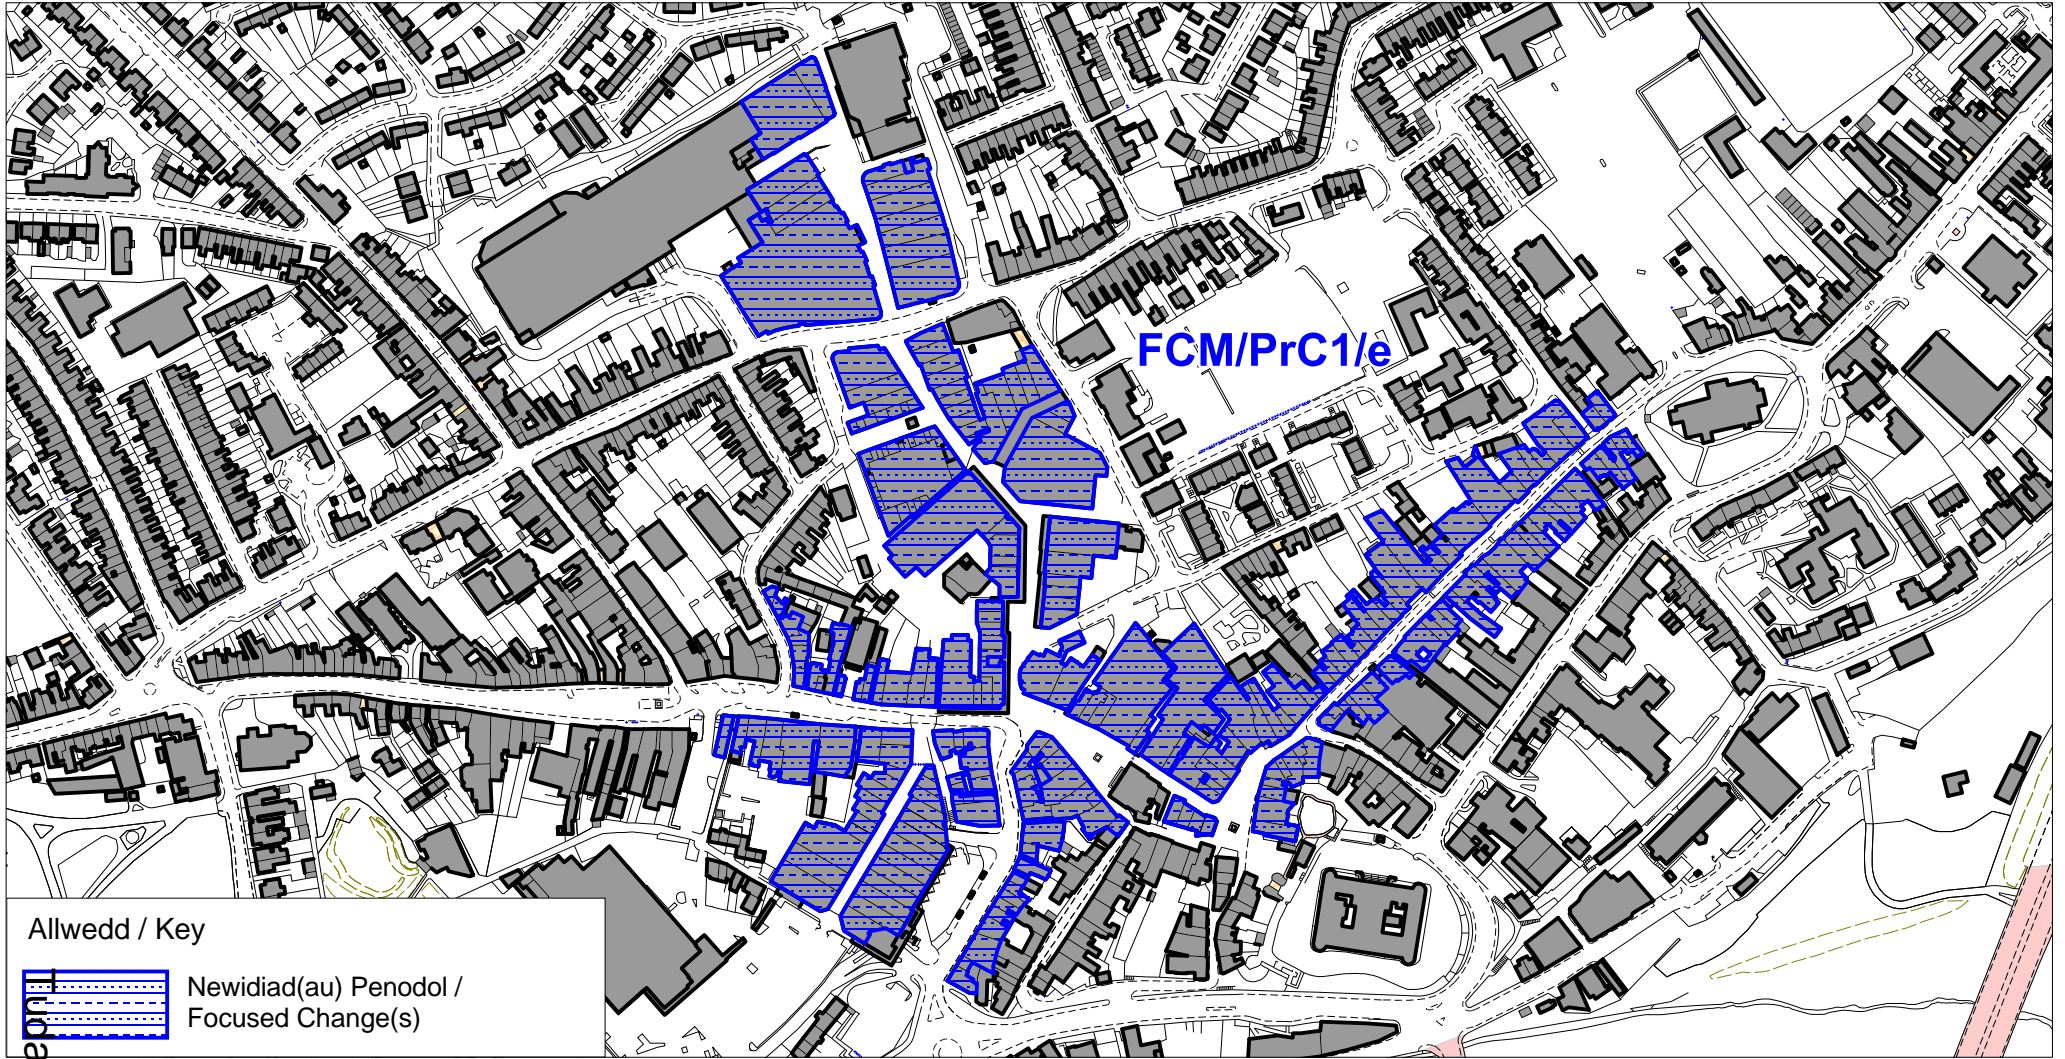 FCM/PrC1/e
Allwedd / Key
Newidiad(au) Penodol /
Focused Change(s)